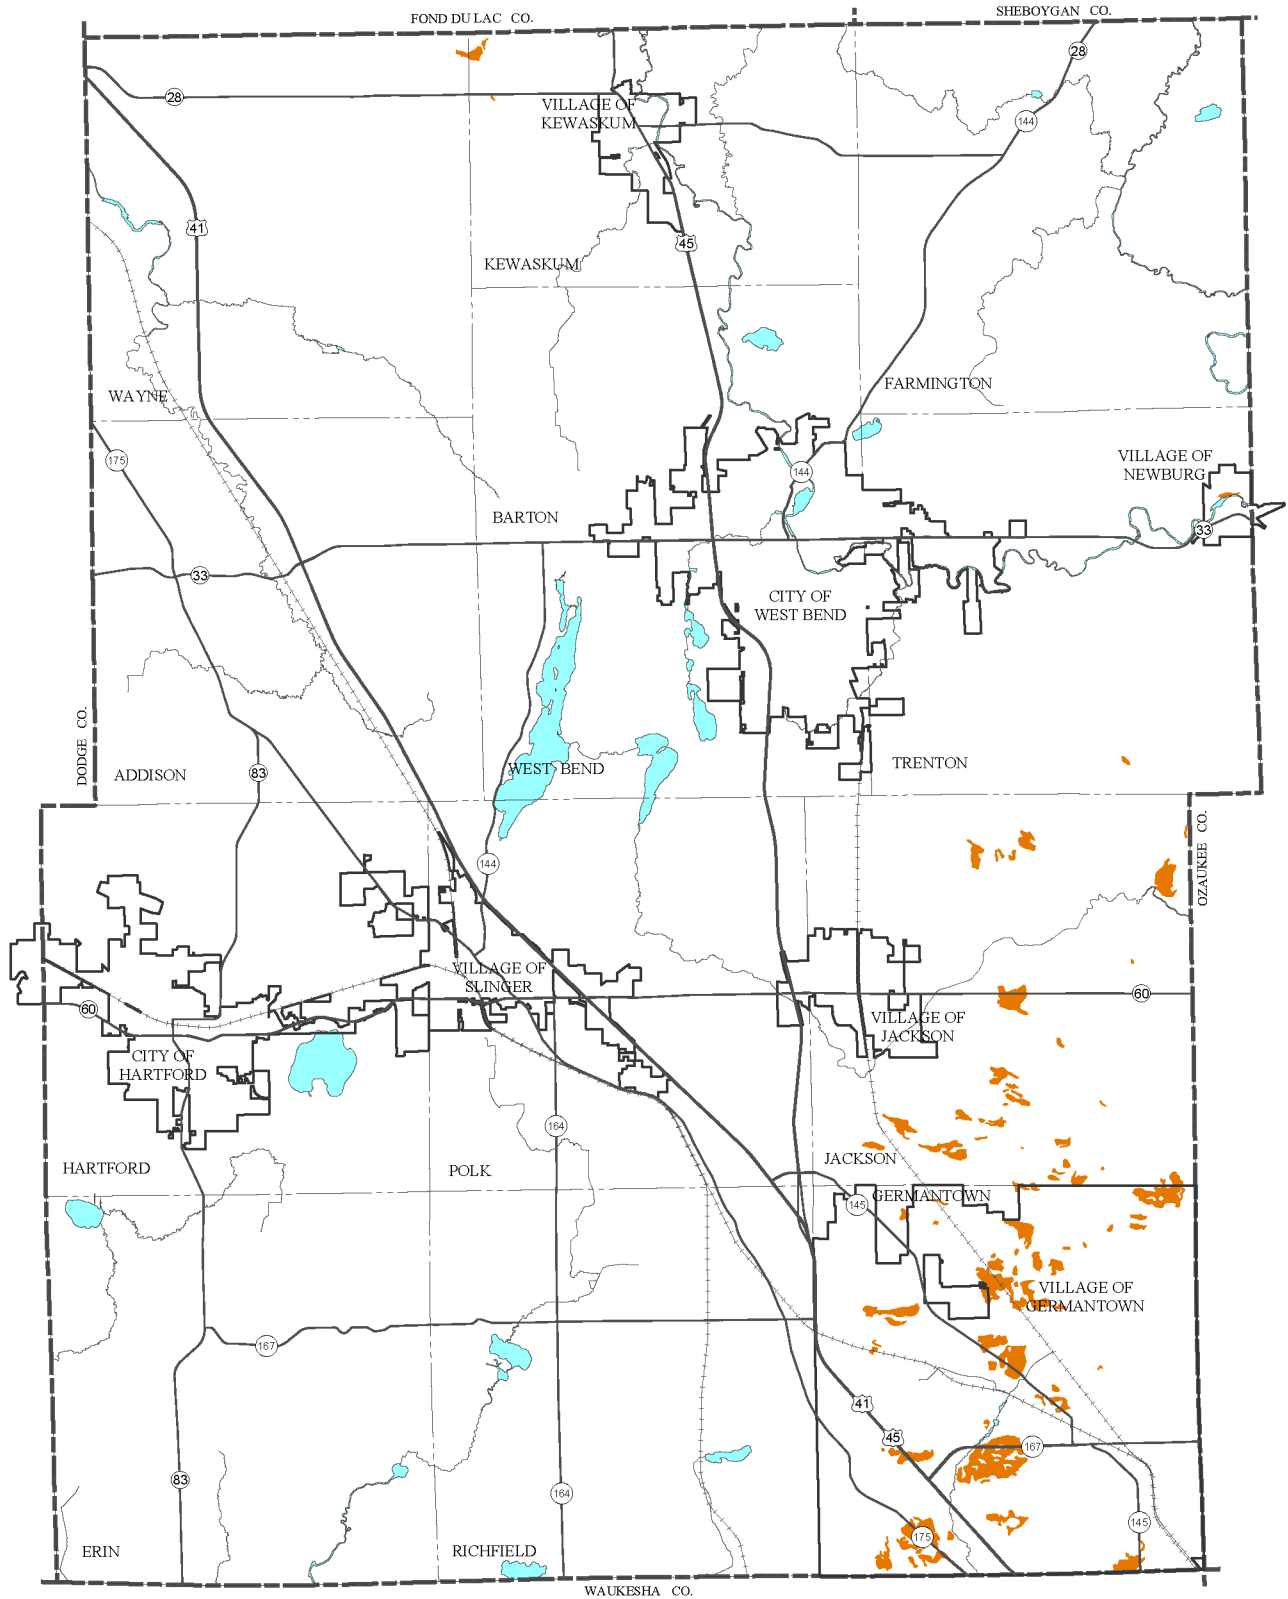 FOND DU LAC CO.
SHEBOYGAN CO.
28
28
VILLAGE OF
KEWASKUM
144
41
45
KEWASKUM
WAYNE
FARMINGTON
175
144
VILLAGE OF
NEWBURG
BARTON
33
33
CITY OF
WEST BEND
DODGE CO.
ADDISON
83
WEST BEND
TRENTON
OZAUKEE CO.
144
VILLAGE OF
SLINGER
60
60
VILLAGE OF
JACKSON
CITY OF
HARTFORD
164
HARTFORD
POLK
JACKSON
GERMANTOWN
145
VILLAGE OF
GERMANTOWN
167
41
45
167
83
164
175
145
ERIN
RICHFIELD
WAUKESHA CO.